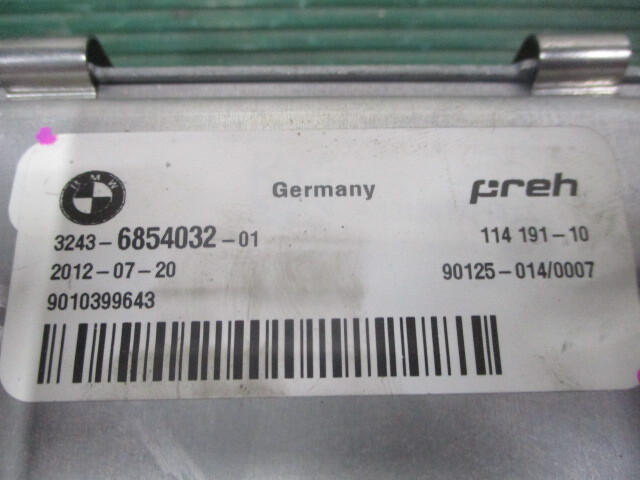 BMW
Germany
preh
3243-6854032-01
114 191-10
2012-07-20
90125-014/0007
9010399643